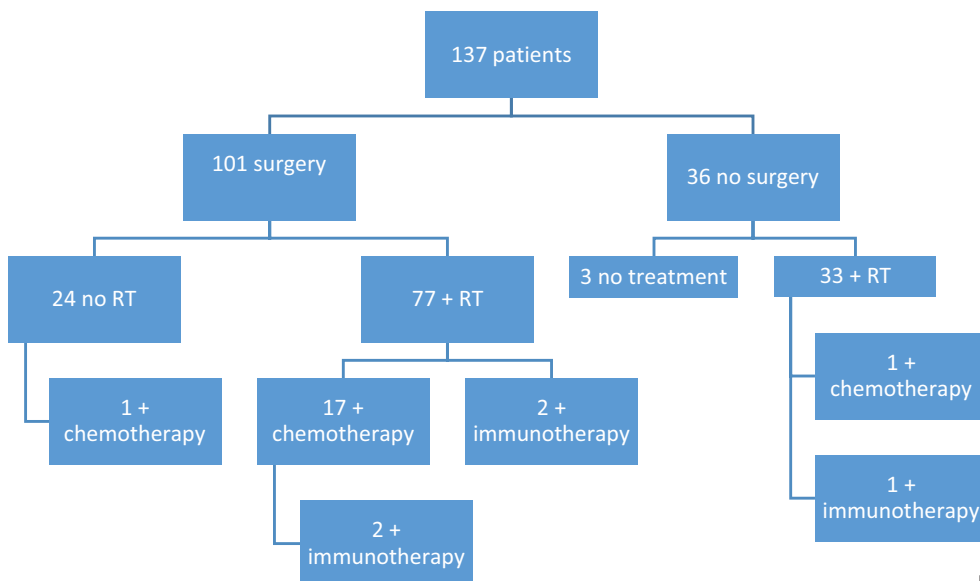 137 patients
101 surgery
36 no surgery
24 no RT
77 + RT
3 no treatment
33 + RT
1 +
chemotherapy
17 +
chemotherapy
2 +
immunotherapy
1 +
chemotherapy
2 +
immunotherapy
1 +
immunotherapy